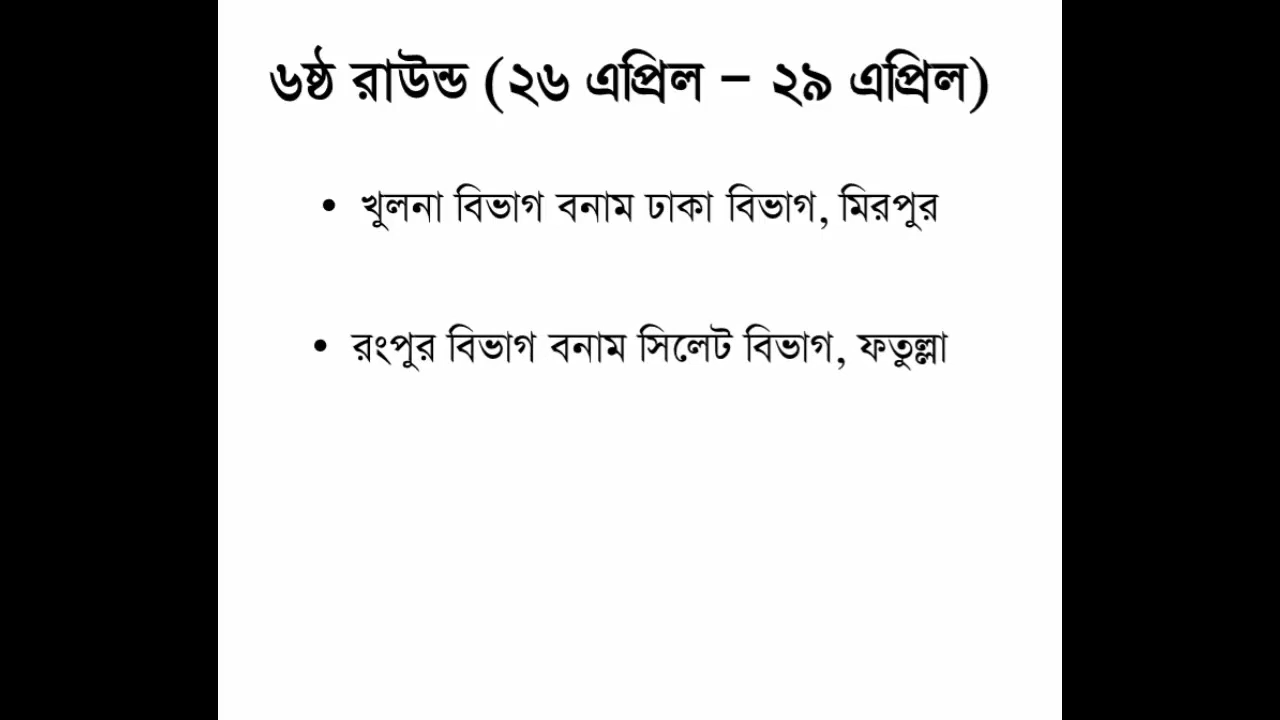 ৬ষ্ঠ রাউন্ড (২৬ এপ্রিল – ২৯ এপ্রিল)
• খুলনা বিভাগ বনাম ঢাকা বিভাগ, মিরপুর
• রংপুর বিভাগ বনাম সিলেট বিভাগ, ফতুল্লা